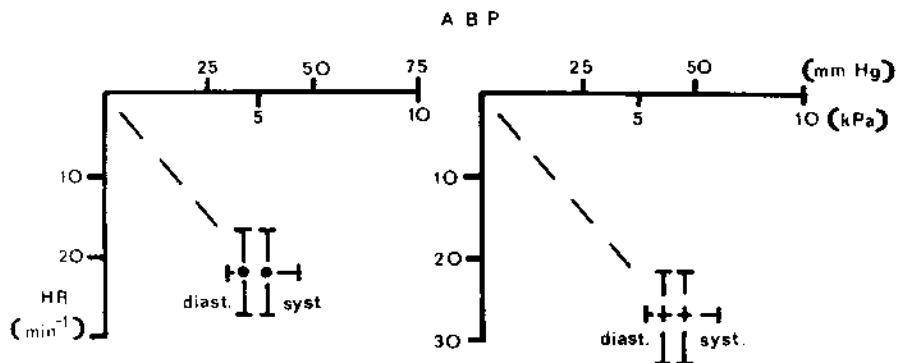 A B P
25 50 75
5 10
10
20
HR
(min⁻¹)
diast. syst
25 50 (mm Hg)
5 10 (kPa)
10
20
30
diast. syst.